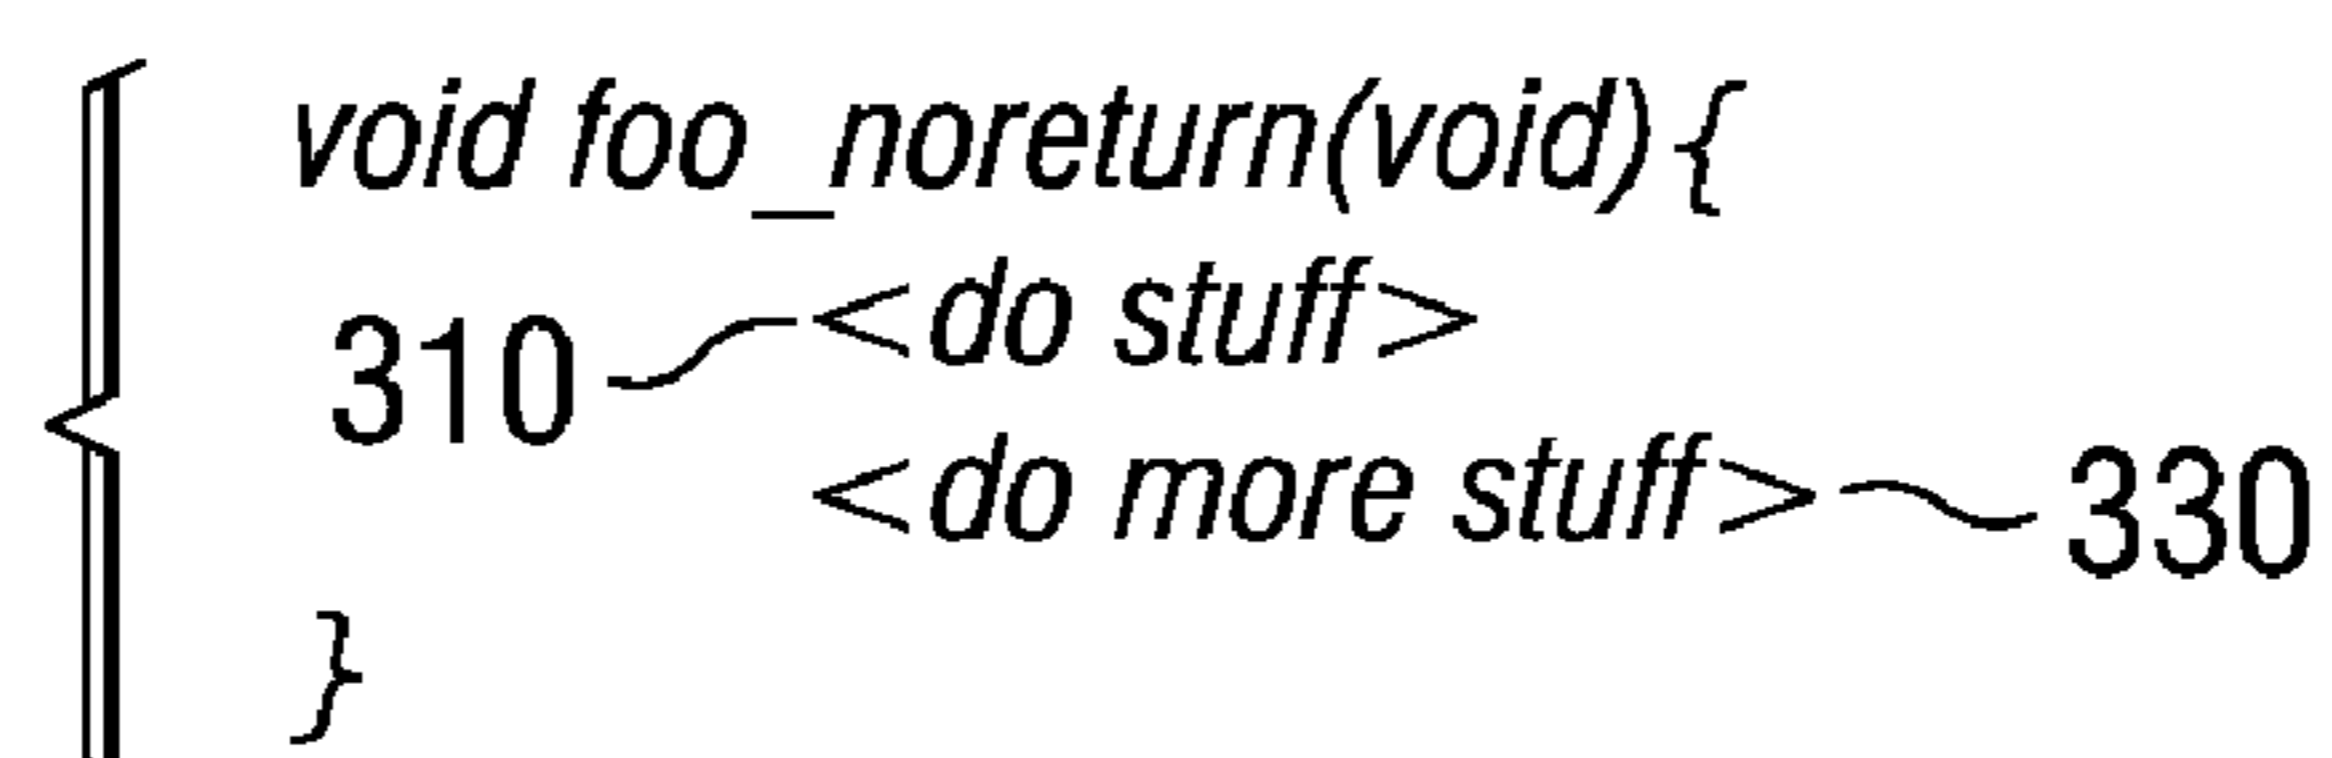 void foo_noreturn(void){
310 <do stuff>
<do more stuff> 330
}